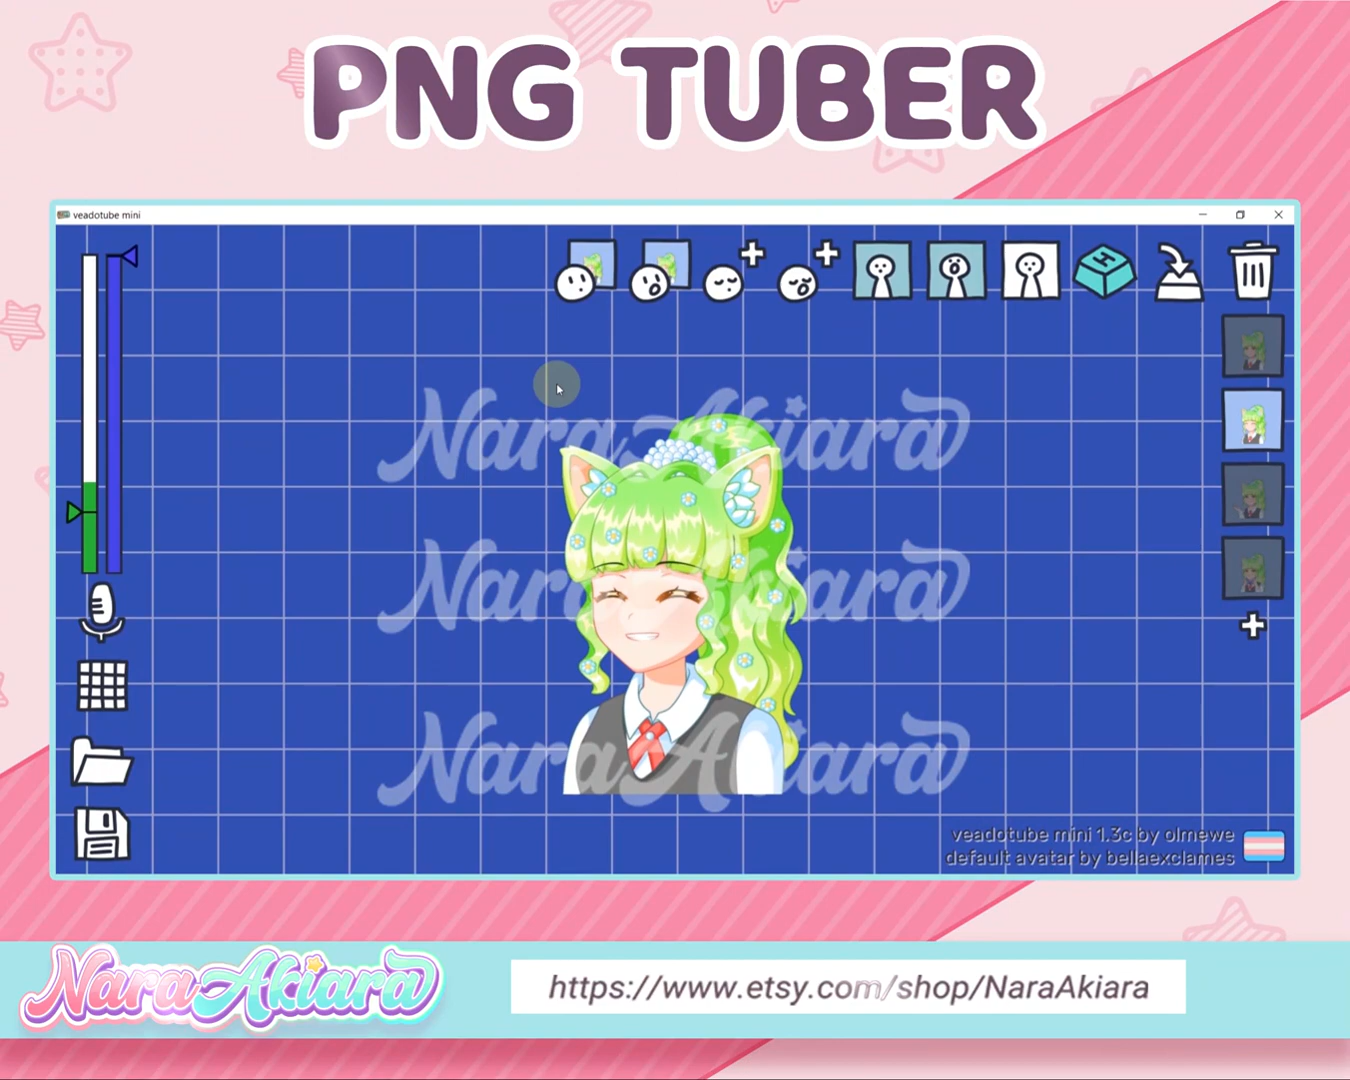 PNG TUBER
veadotube mini
NaraAkiara
NaraAkiara
NaraAkiara
veadotube mini 1.3c by olmewe
default avatar by bellaexclames
NaraAkiara
https://www.etsy.com/shop/NaraAkiara